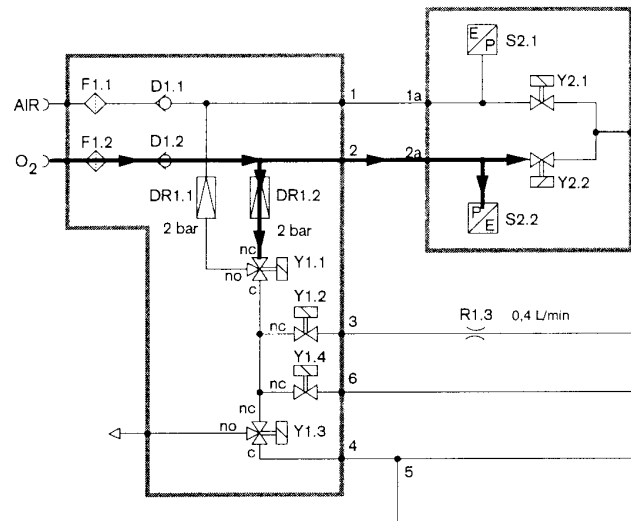 E
P
S2.1
F1.1
D1.1
Y2.1
AIR
1
1a
F1.2
D1.2
O2
2
2a
Y2.2
DR1.1
DR1.2
P
E
S2.2
2 bar
2 bar
nc
Y1.1
no
c
Y1.2
nc
3
R1.3
0,4 L/min
Y1.4
nc
6
nc
no
Y1.3
c
4
5